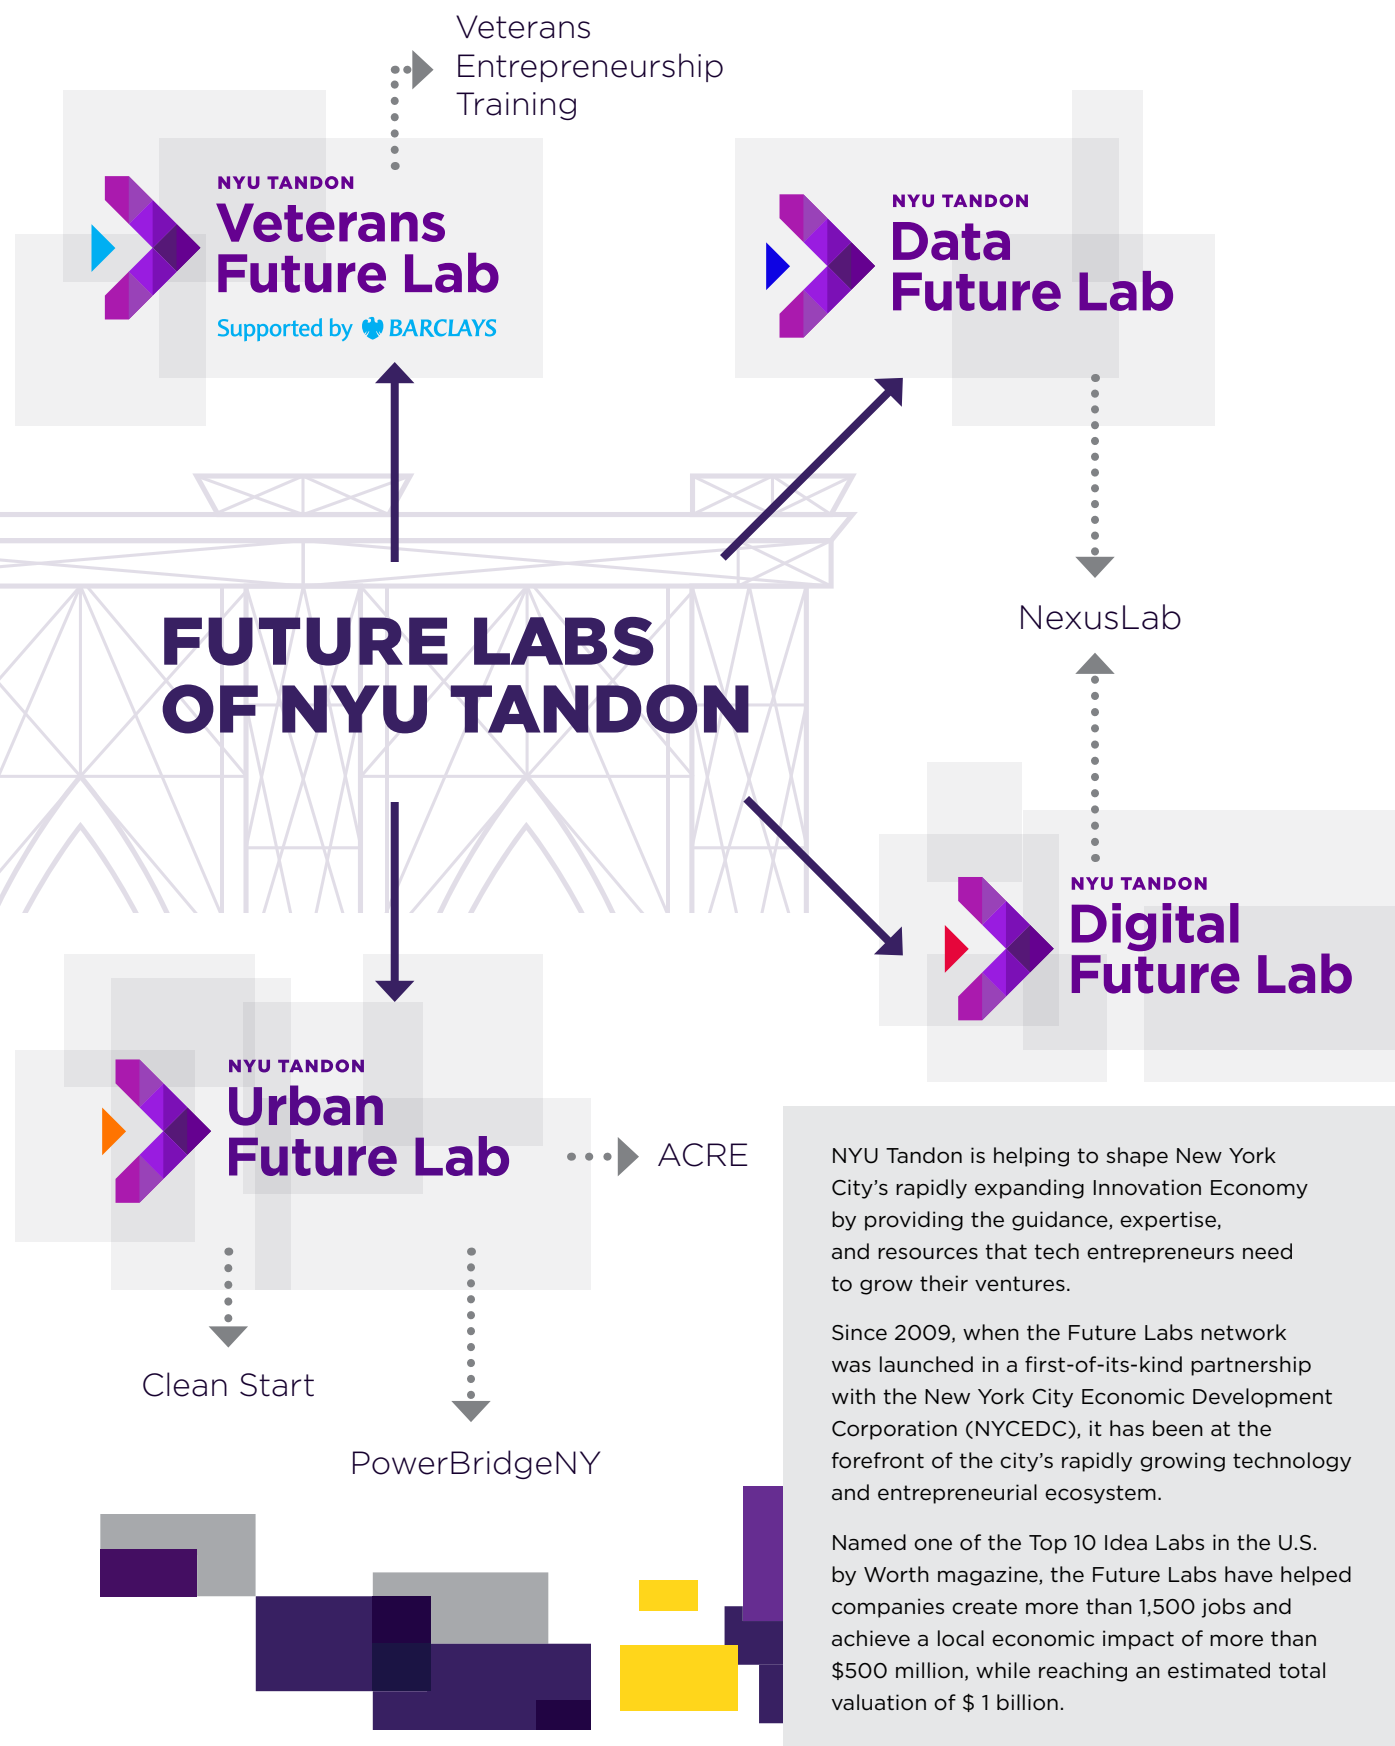 Veterans
Entrepreneurship
Training
NYU TANDON
Veterans
Future Lab
Supported by BARCLAYS
NYU TANDON
Data
Future Lab
NexusLab
FUTURE LABS
OF NYU TANDON
NYU TANDON
Digital
Future Lab
NYU TANDON
Urban
Future Lab
ACRE
Clean Start
PowerBridgeNY
NYU Tandon is helping to shape New York
City’s rapidly expanding Innovation Economy
by providing the guidance, expertise,
and resources that tech entrepreneurs need
to grow their ventures.
Since 2009, when the Future Labs network
was launched in a first-of-its-kind partnership
with the New York City Economic Development
Corporation (NYCEDC), it has been at the
forefront of the city’s rapidly growing technology
and entrepreneurial ecosystem.
Named one of the Top 10 Idea Labs in the U.S.
by Worth magazine, the Future Labs have helped
companies create more than 1,500 jobs and
achieve a local economic impact of more than
$500 million, while reaching an estimated total
valuation of $ 1 billion.